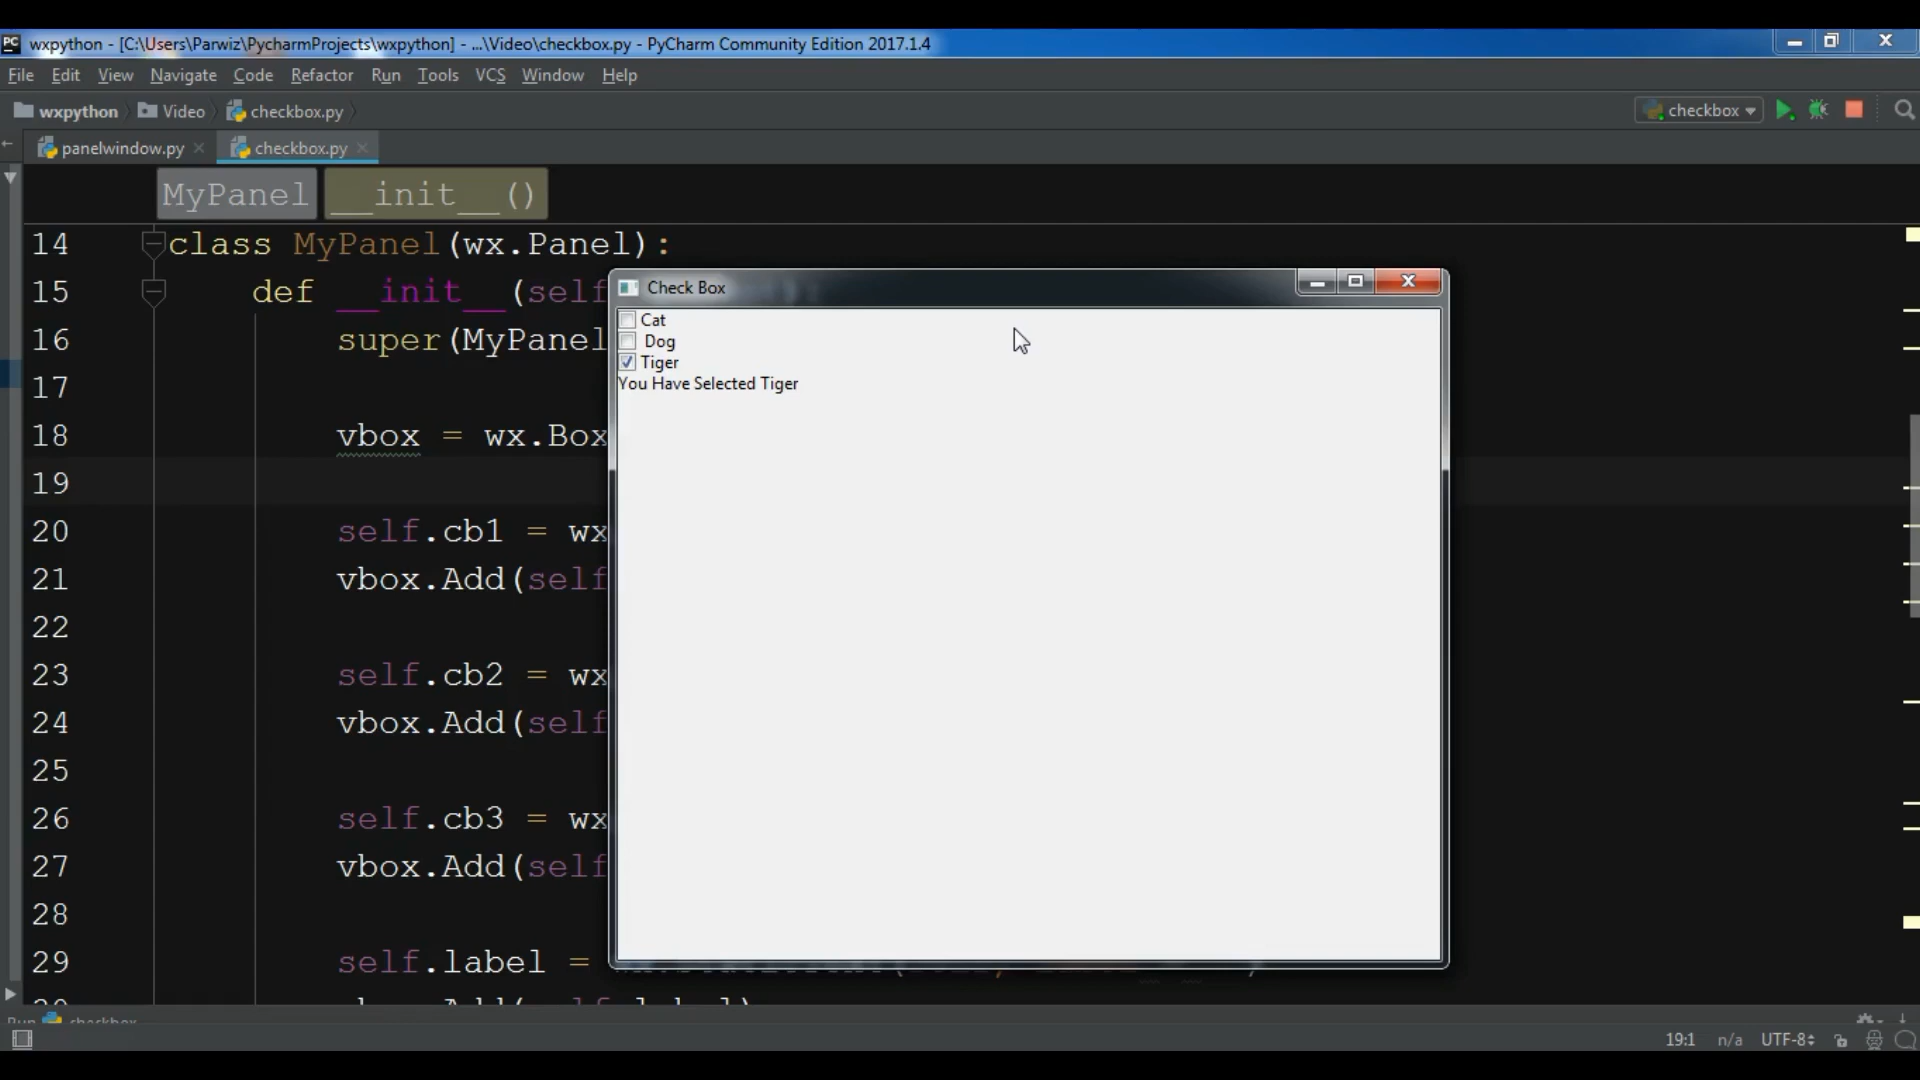 wxpython - [C:\Users\Parwiz\PycharmProjects\wxpython] - ...\Video\checkbox.py - PyCharm Community Edition 2017.1.4
File Edit View Navigate Code Refactor Run Tools VCS Window Help
wxpython Video checkbox.py checkbox
panelwindow.py checkbox.py
MyPanel __init__()
14 class MyPanel(wx.Panel):
15 def __init__(self
16 super(MyPanel
17
18 vbox = wx.Box
19
20 self.cb1 = wx
21 vbox.Add(self
22
23 self.cb2 = wx
24 vbox.Add(self
25
26 self.cb3 = wx
27 vbox.Add(self
28
29 self.label =
Check Box
Cat
Dog
Tiger
You Have Selected Tiger
Run checkbox
19:1 n/a UTF-8